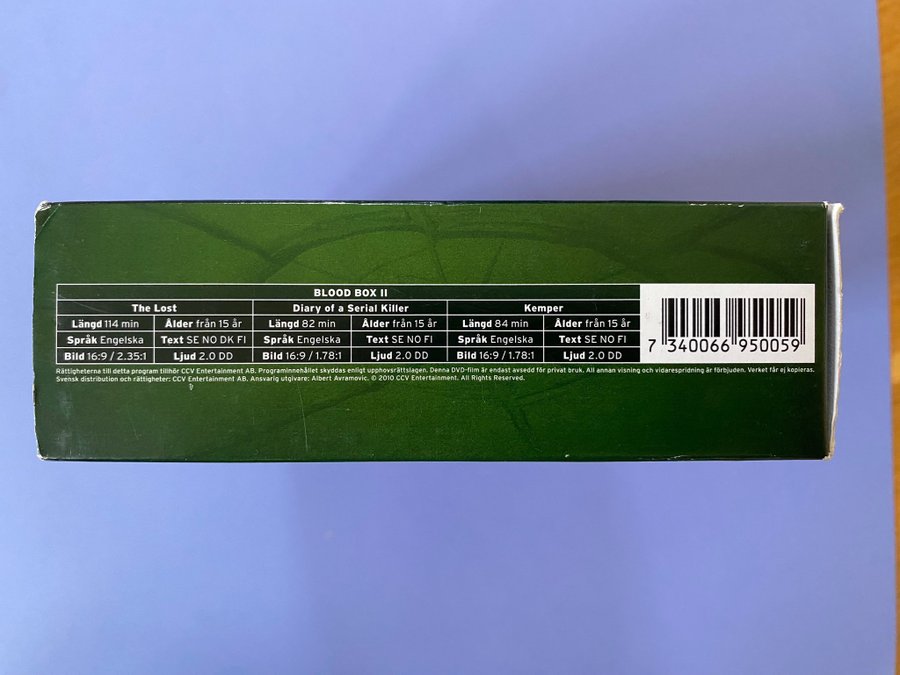 BLOOD BOX II
The Lost Diary of a Serial Killer Kemper
Längd 114 min Ålder från 15 år Längd 82 min Ålder från 15 år Längd 84 min Ålder från 15 år
Språk Engelska Text SE NO DK FI Språk Engelska Text SE NO FI Språk Engelska Text SE NO FI
Bild 16:9 / 2.35:1 Ljud 2.0 DD Bild 16:9 / 1.78:1 Ljud 2.0 DD Bild 16:9 / 1.78:1 Ljud 2.0 DD
7 340066 950059
Rättigheterna till detta program tillhör CCV Entertainment AB. Programinnehållet skyddas enligt upphovsrättslagen. Denna DVD-film är endast avsedd för privat bruk. All annan visning och vidarespridning är förbjuden. Verket får ej kopieras.
Svensk distribution och rättigheter: CCV Entertainment AB. Ansvarig utgivare: Albert Avramovic. © 2010 CCV Entertainment. All Rights Reserved.